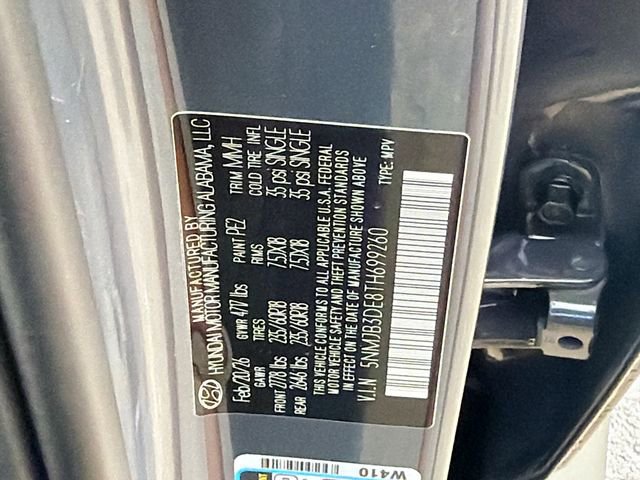 MANUFACTURED BY
HYUNDAI MOTOR MANUFACTURING ALABAMA, LLC
Feb/20/26 GVWR 4717 lbs PAINT PE2 TRIM MMH
GAWR TIRES RIMS COLD TIRE INFL
FRONT 2778 lbs 235/60R18 7.5JX18 35 psi SINGLE
REAR 2646 lbs 235/60R18 7.5JX18 35 psi SINGLE
THIS VEHICLE CONFORMS TO ALL APPLICABLE U.S.A. FEDERAL
MOTOR VEHICLE SAFETY AND THEFT PREVENTION STANDARDS
IN EFFECT ON THE DATE OF MANUFACTURE SHOWN ABOVE
V.I.N 5NMJB3DE8TH699260 TYPE: MPV
W410